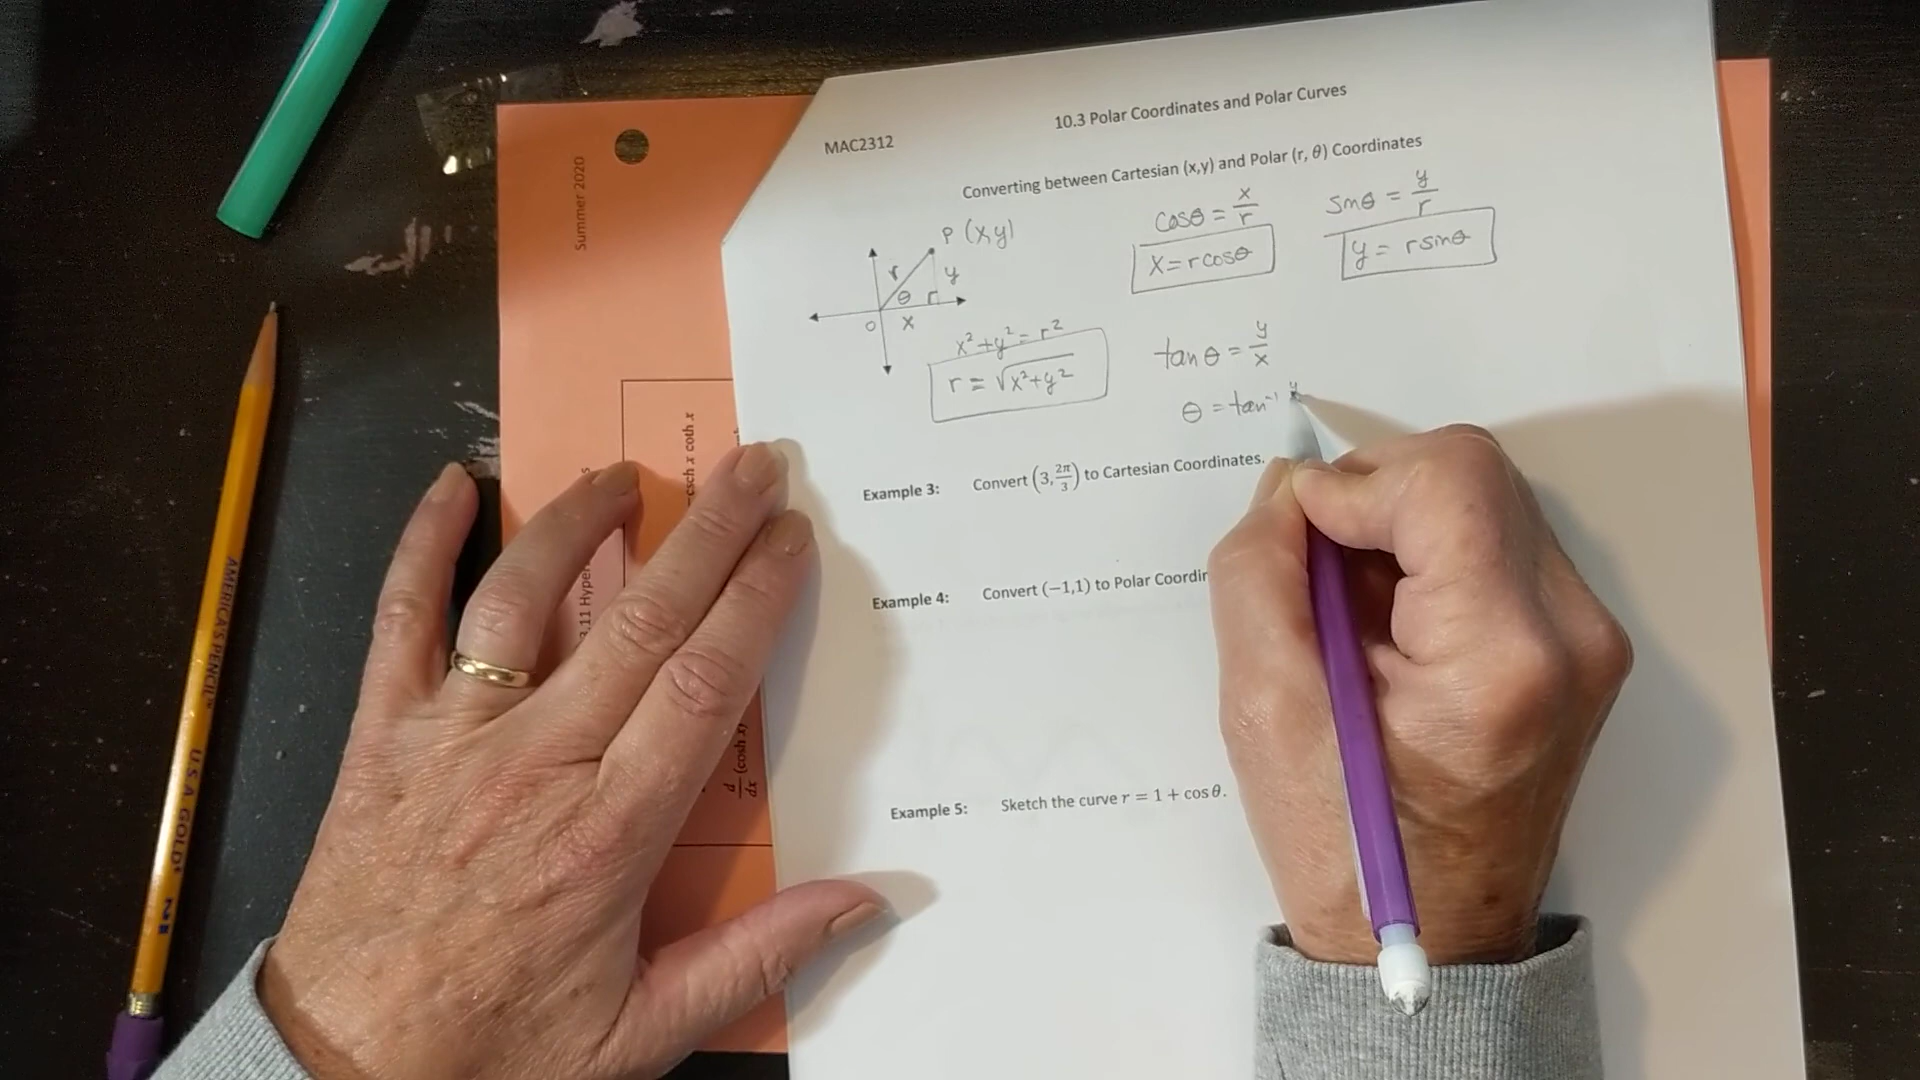 MAC2312
10.3 Polar Coordinates and Polar Curves
Converting between Cartesian (x,y) and Polar (r, θ) Coordinates
P (x,y)
r
θ
y
O
x
x² + y² = r²
r = √x²+y²
cosθ = x/r
x = r cosθ
sinθ = y/r
y = r sinθ
tan θ = y/x
θ = tan⁻¹ y
Example 3: Convert (3, 2π/3) to Cartesian Coordinates.
Example 4: Convert (−1,1) to Polar Coordin
Example 5: Sketch the curve r = 1 + cos θ.
Summer 2020
3.11 Hyper
−csch x coth x
d/dx (cosh x)
AMERICA'S PENCIL™ U.S.A GOLD®